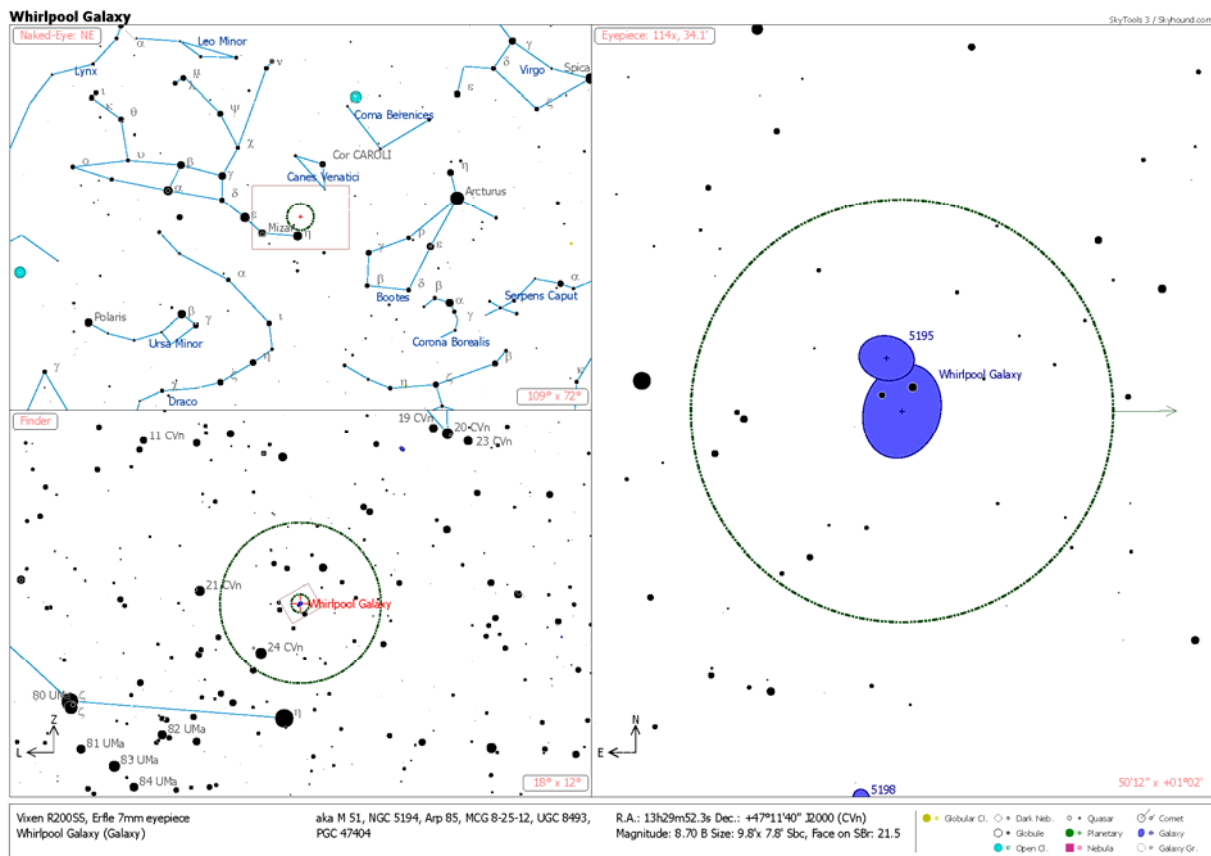 Whirlpool Galaxy
SkyTools 3 / Skyhound.com
Naked-Eye: NE
α
Leo Minor
Lynx
ι
κ
θ
μ
λ
ψ
ν
γ
δ
Virgo
Spica
ε
ζ
Coma Berenices
χ
Cor CAROLI
Canes Venatici
ο
υ
β
α
γ
δ
ε
Mizar
η
η
Arcturus
ρ
γ
ε
β
δ
Bootes
α
β
α
γ
Serpens Caput
Corona Borealis
α
ι
Polaris
β
γ
Ursa Minor
η
ζ
χ
Draco
γ
β
ζ
η
κ
109° x 72°
Finder
11 CVn
19 CVn
20 CVn
23 CVn
21 CVn
Whirlpool Galaxy
24 CVn
80 UMa
ζ
ζ
η
Z
L
81 UMa
82 UMa
83 UMa
84 UMa
18° x 12°
Eyepiece: 114x, 34.1'
5195
Whirlpool Galaxy
N
E
5198
50'12" x +01°02'
Vixen R200SS, Erfle 7mm eyepiece
Whirlpool Galaxy (Galaxy)
aka M 51, NGC 5194, Arp 85, MCG 8-25-12, UGC 8493,
PGC 47404
R.A.: 13h29m52.3s Dec.: +47°11'40" J2000 (CVn)
Magnitude: 8.70 B Size: 9.8'x 7.8' Sbc, Face on SBr: 21.5
Globular Cl.
Dark Neb.
Quasar
Comet
Globule
Planetary
Galaxy
Open Cl.
Nebula
Galaxy Gr.